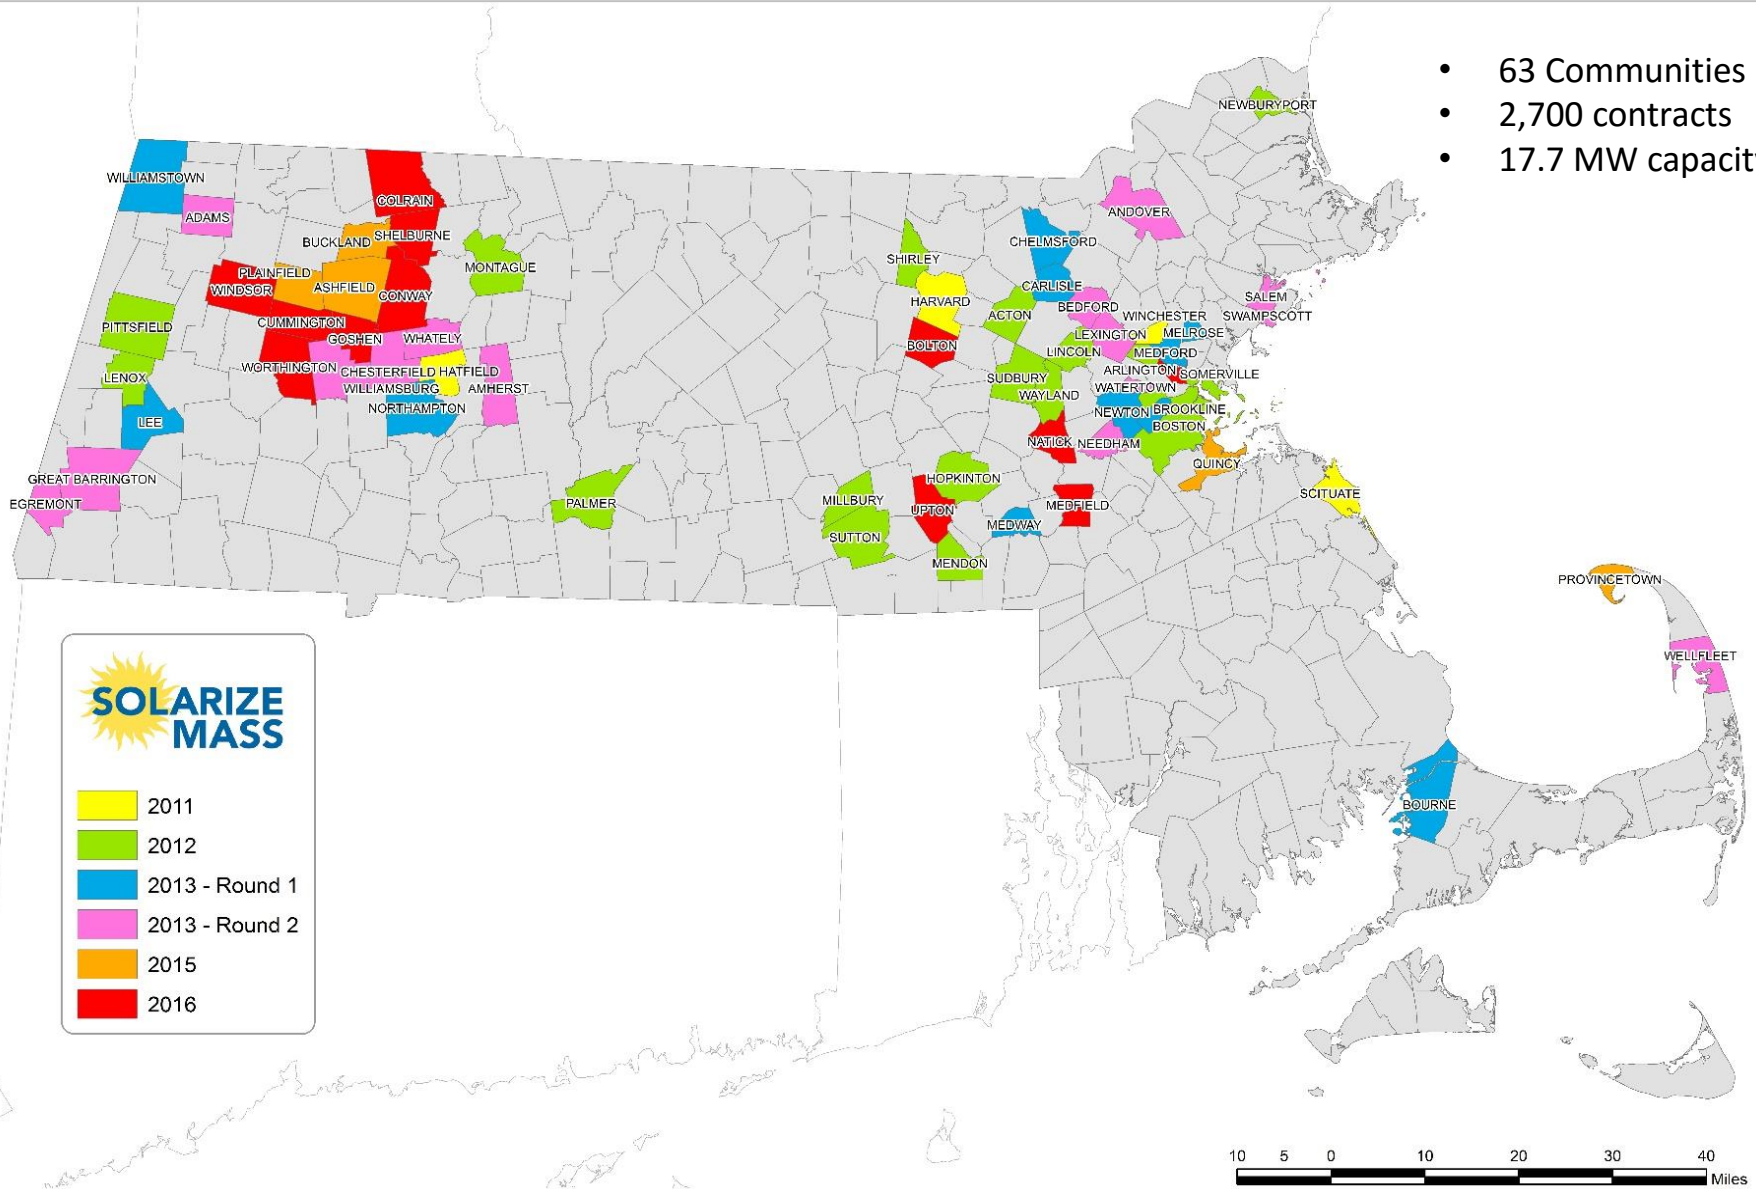 • 63 Communities
• 2,700 contracts
• 17.7 MW capacity
NEWBURYPORT
WILLIAMSTOWN
ADAMS
COLRAIN
BUCKLAND
SHELBURNE
MONTAGUE
PLAINFIELD
WINDSOR
ASHFIELD
CONWAY
PITTSFIELD
CUMMINGTON
GOSHEN
WHATELY
LENOX
WORTHINGTON
CHESTERFIELD
HATFIELD
WILLIAMSBURG
AMHERST
NORTHAMPTON
LEE
GREAT BARRINGTON
EGREMONT
PALMER
ANDOVER
CHELMSFORD
SHIRLEY
CARLISLE
HARVARD
BEDFORD
SALEM
ACTON
WINCHESTER
SWAMPSCOTT
LEXINGTON
MELROSE
BOLTON
LINCOLN
MEDFORD
ARLINGTON
SOMERVILLE
SUDBURY
WATERTOWN
WAYLAND
NEWTON
BROOKLINE
BOSTON
NATICK
NEEDHAM
QUINCY
HOPKINTON
MILLBURY
UPTON
MEDFIELD
SCITUATE
MEDWAY
SUTTON
MENDON
PROVINCETOWN
WELLFLEET
BOURNE
SOLARIZE
MASS
2011
2012
2013 - Round 1
2013 - Round 2
2015
2016
10 5 0 10 20 30 40
Miles